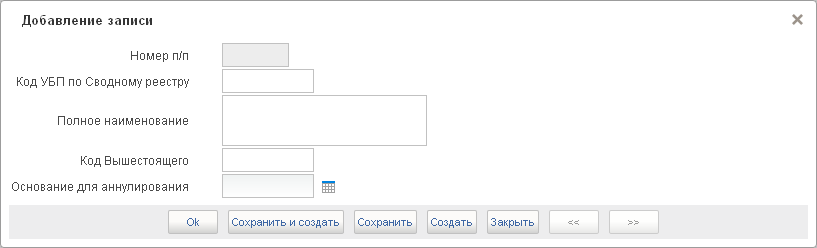 Добавление записи
Номер п/п
Код УБП по Сводному реестру
Полное наименование
Код Вышестоящего
Основание для аннулирования
Ok Сохранить и создать Сохранить Создать Закрыть << >>